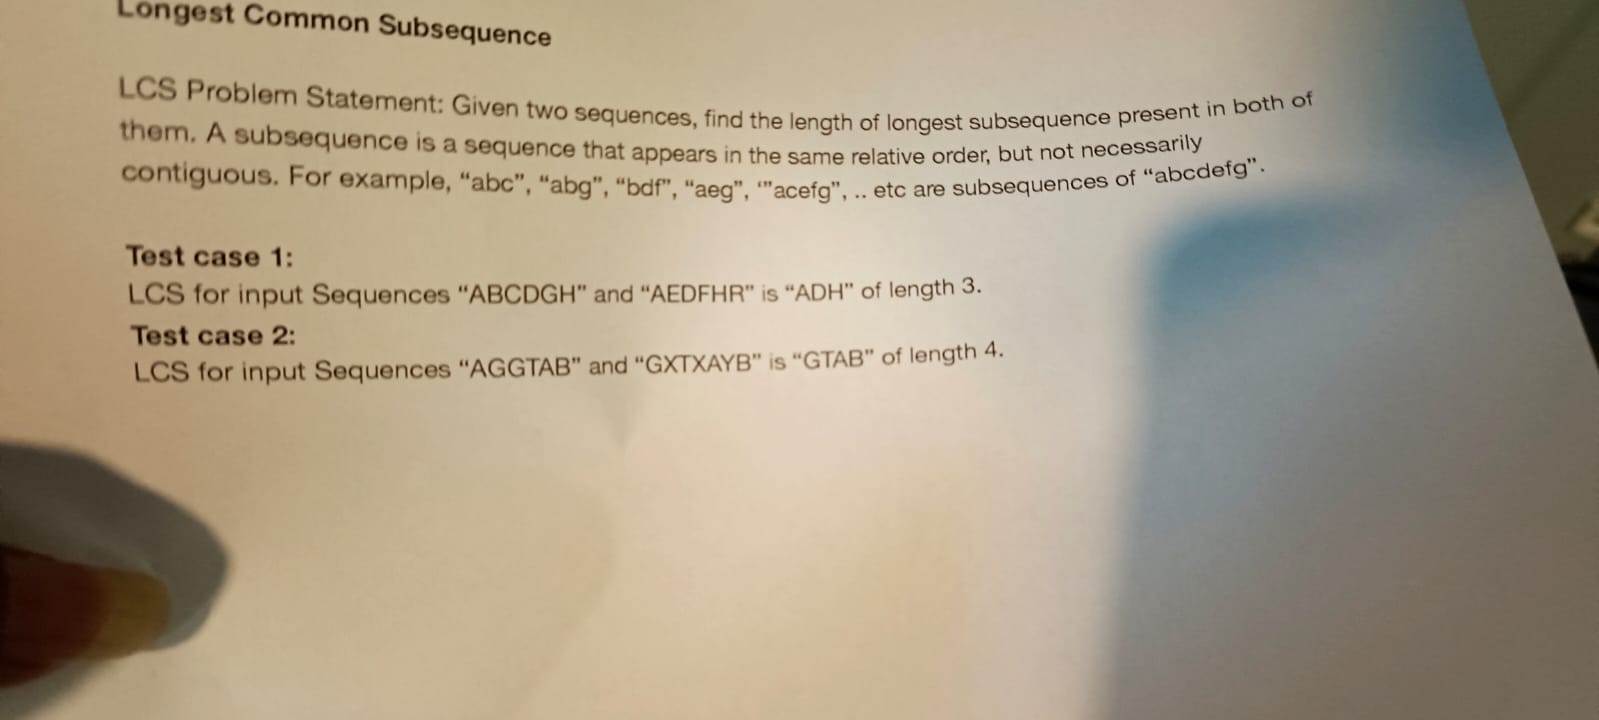 Longest Common Subsequence
LCS Problem Statement: Given two sequences, find the length of longest subsequence present in both of
them. A subsequence is a sequence that appears in the same relative order, but not necessarily
contiguous. For example, “abc”, “abg”, “bdf”, “aeg”, ‘”acefg”, .. etc are subsequences of “abcdefg”.
Test case 1:
LCS for input Sequences “ABCDGH” and “AEDFHR” is “ADH” of length 3.
Test case 2:
LCS for input Sequences “AGGTAB” and “GXTXAYB” is “GTAB” of length 4.